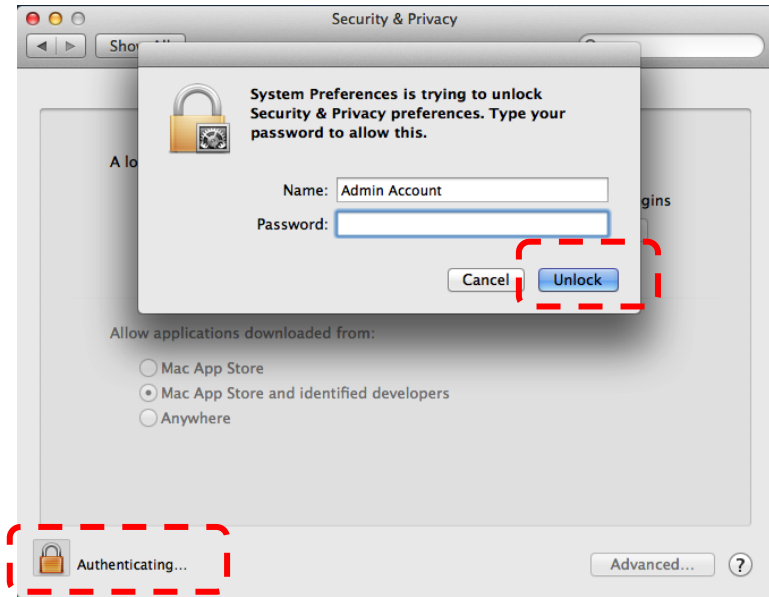 Security & Privacy
Show All
System Preferences is trying to unlock
Security & Privacy preferences. Type your
password to allow this.
A lo
Name: Admin Account
gins
Password:
Cancel Unlock
Allow applications downloaded from:
Mac App Store
Mac App Store and identified developers
Anywhere
Authenticating...
Advanced... ?